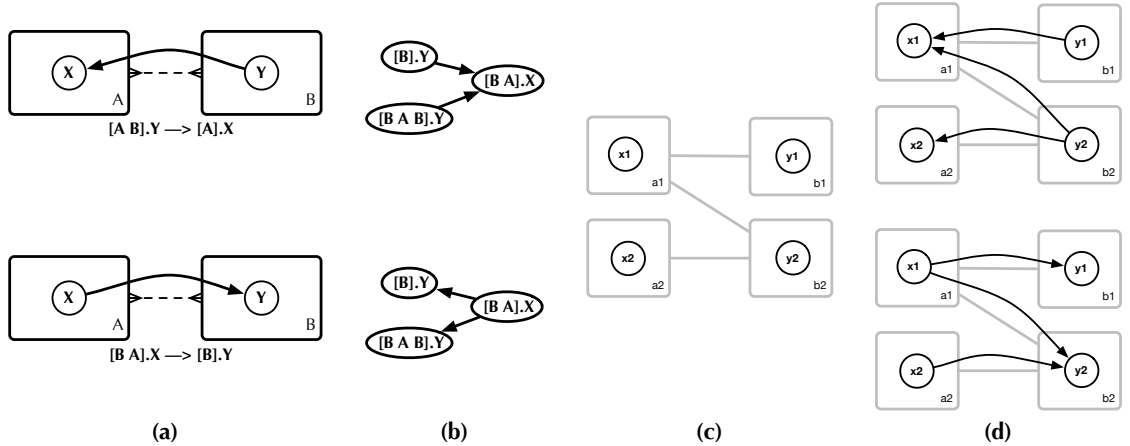 X
A
Y
B
[A B].Y —> [A].X
X
A
Y
B
[B A].X —> [B].Y
(a)
[B].Y
[B A].X
[B A B].Y
[B].Y
[B A].X
[B A B].Y
(b)
x1
a1
y1
b1
x2
a2
y2
b2
(c)
x1
a1
y1
b1
x2
a2
y2
b2
x1
a1
y1
b1
x2
a2
y2
b2
(d)